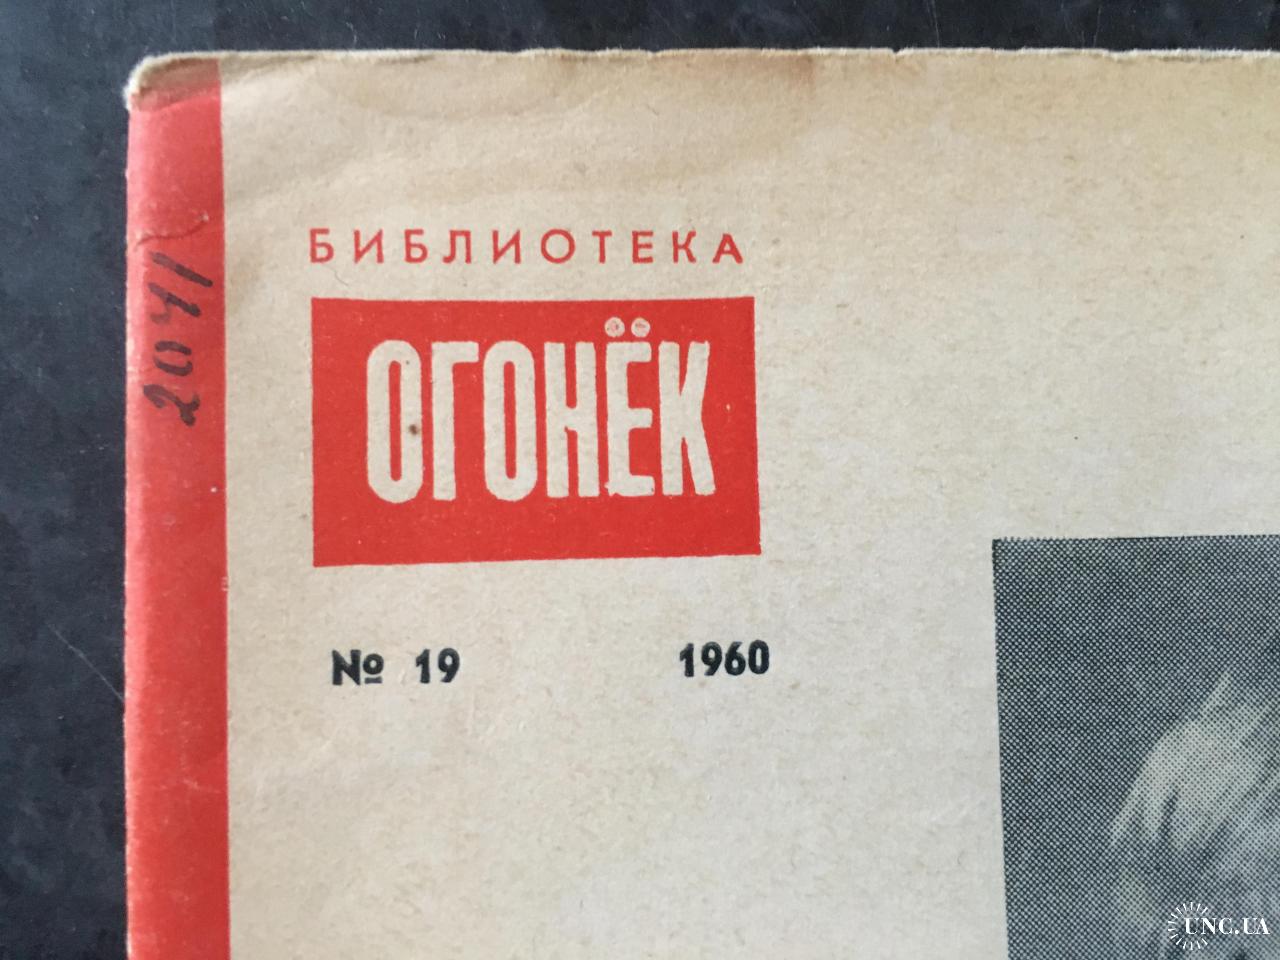 БИБЛИОТЕКА
ОГОНЁК
№ 19 1960
2041
UNC.UA